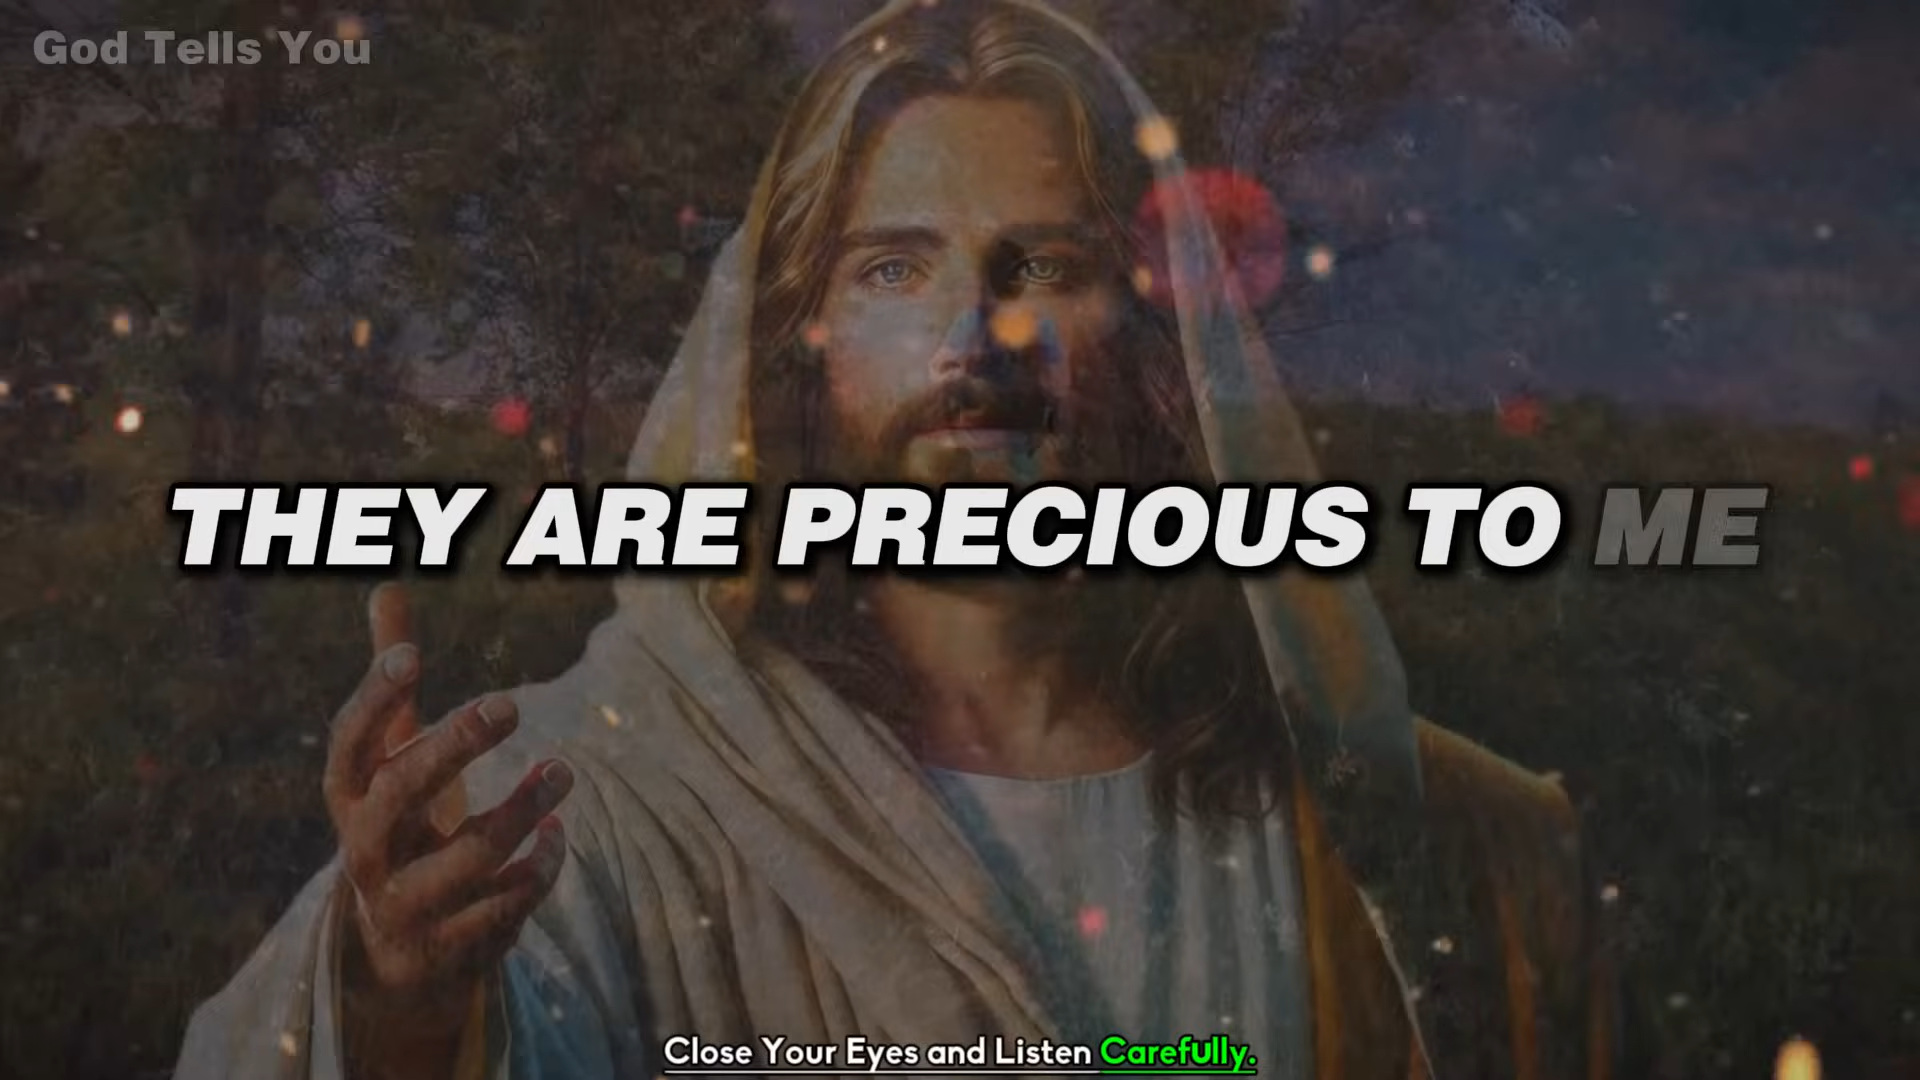 God Tells You
THEY ARE PRECIOUS TO ME
Close Your Eyes and Listen Carefully.